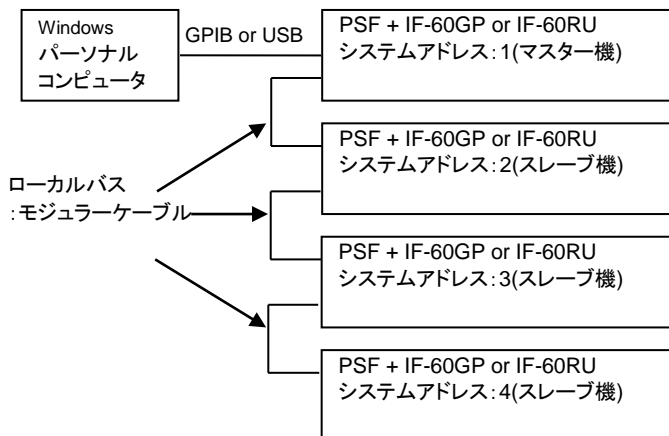 Windows
パーソナル
コンピュータ
GPIB or USB
PSF + IF-60GP or IF-60RU
システムアドレス:1(マスター機)
PSF + IF-60GP or IF-60RU
システムアドレス:2(スレーブ機)
ローカルバス
:モジュラーケーブル
PSF + IF-60GP or IF-60RU
システムアドレス:3(スレーブ機)
PSF + IF-60GP or IF-60RU
システムアドレス:4(スレーブ機)